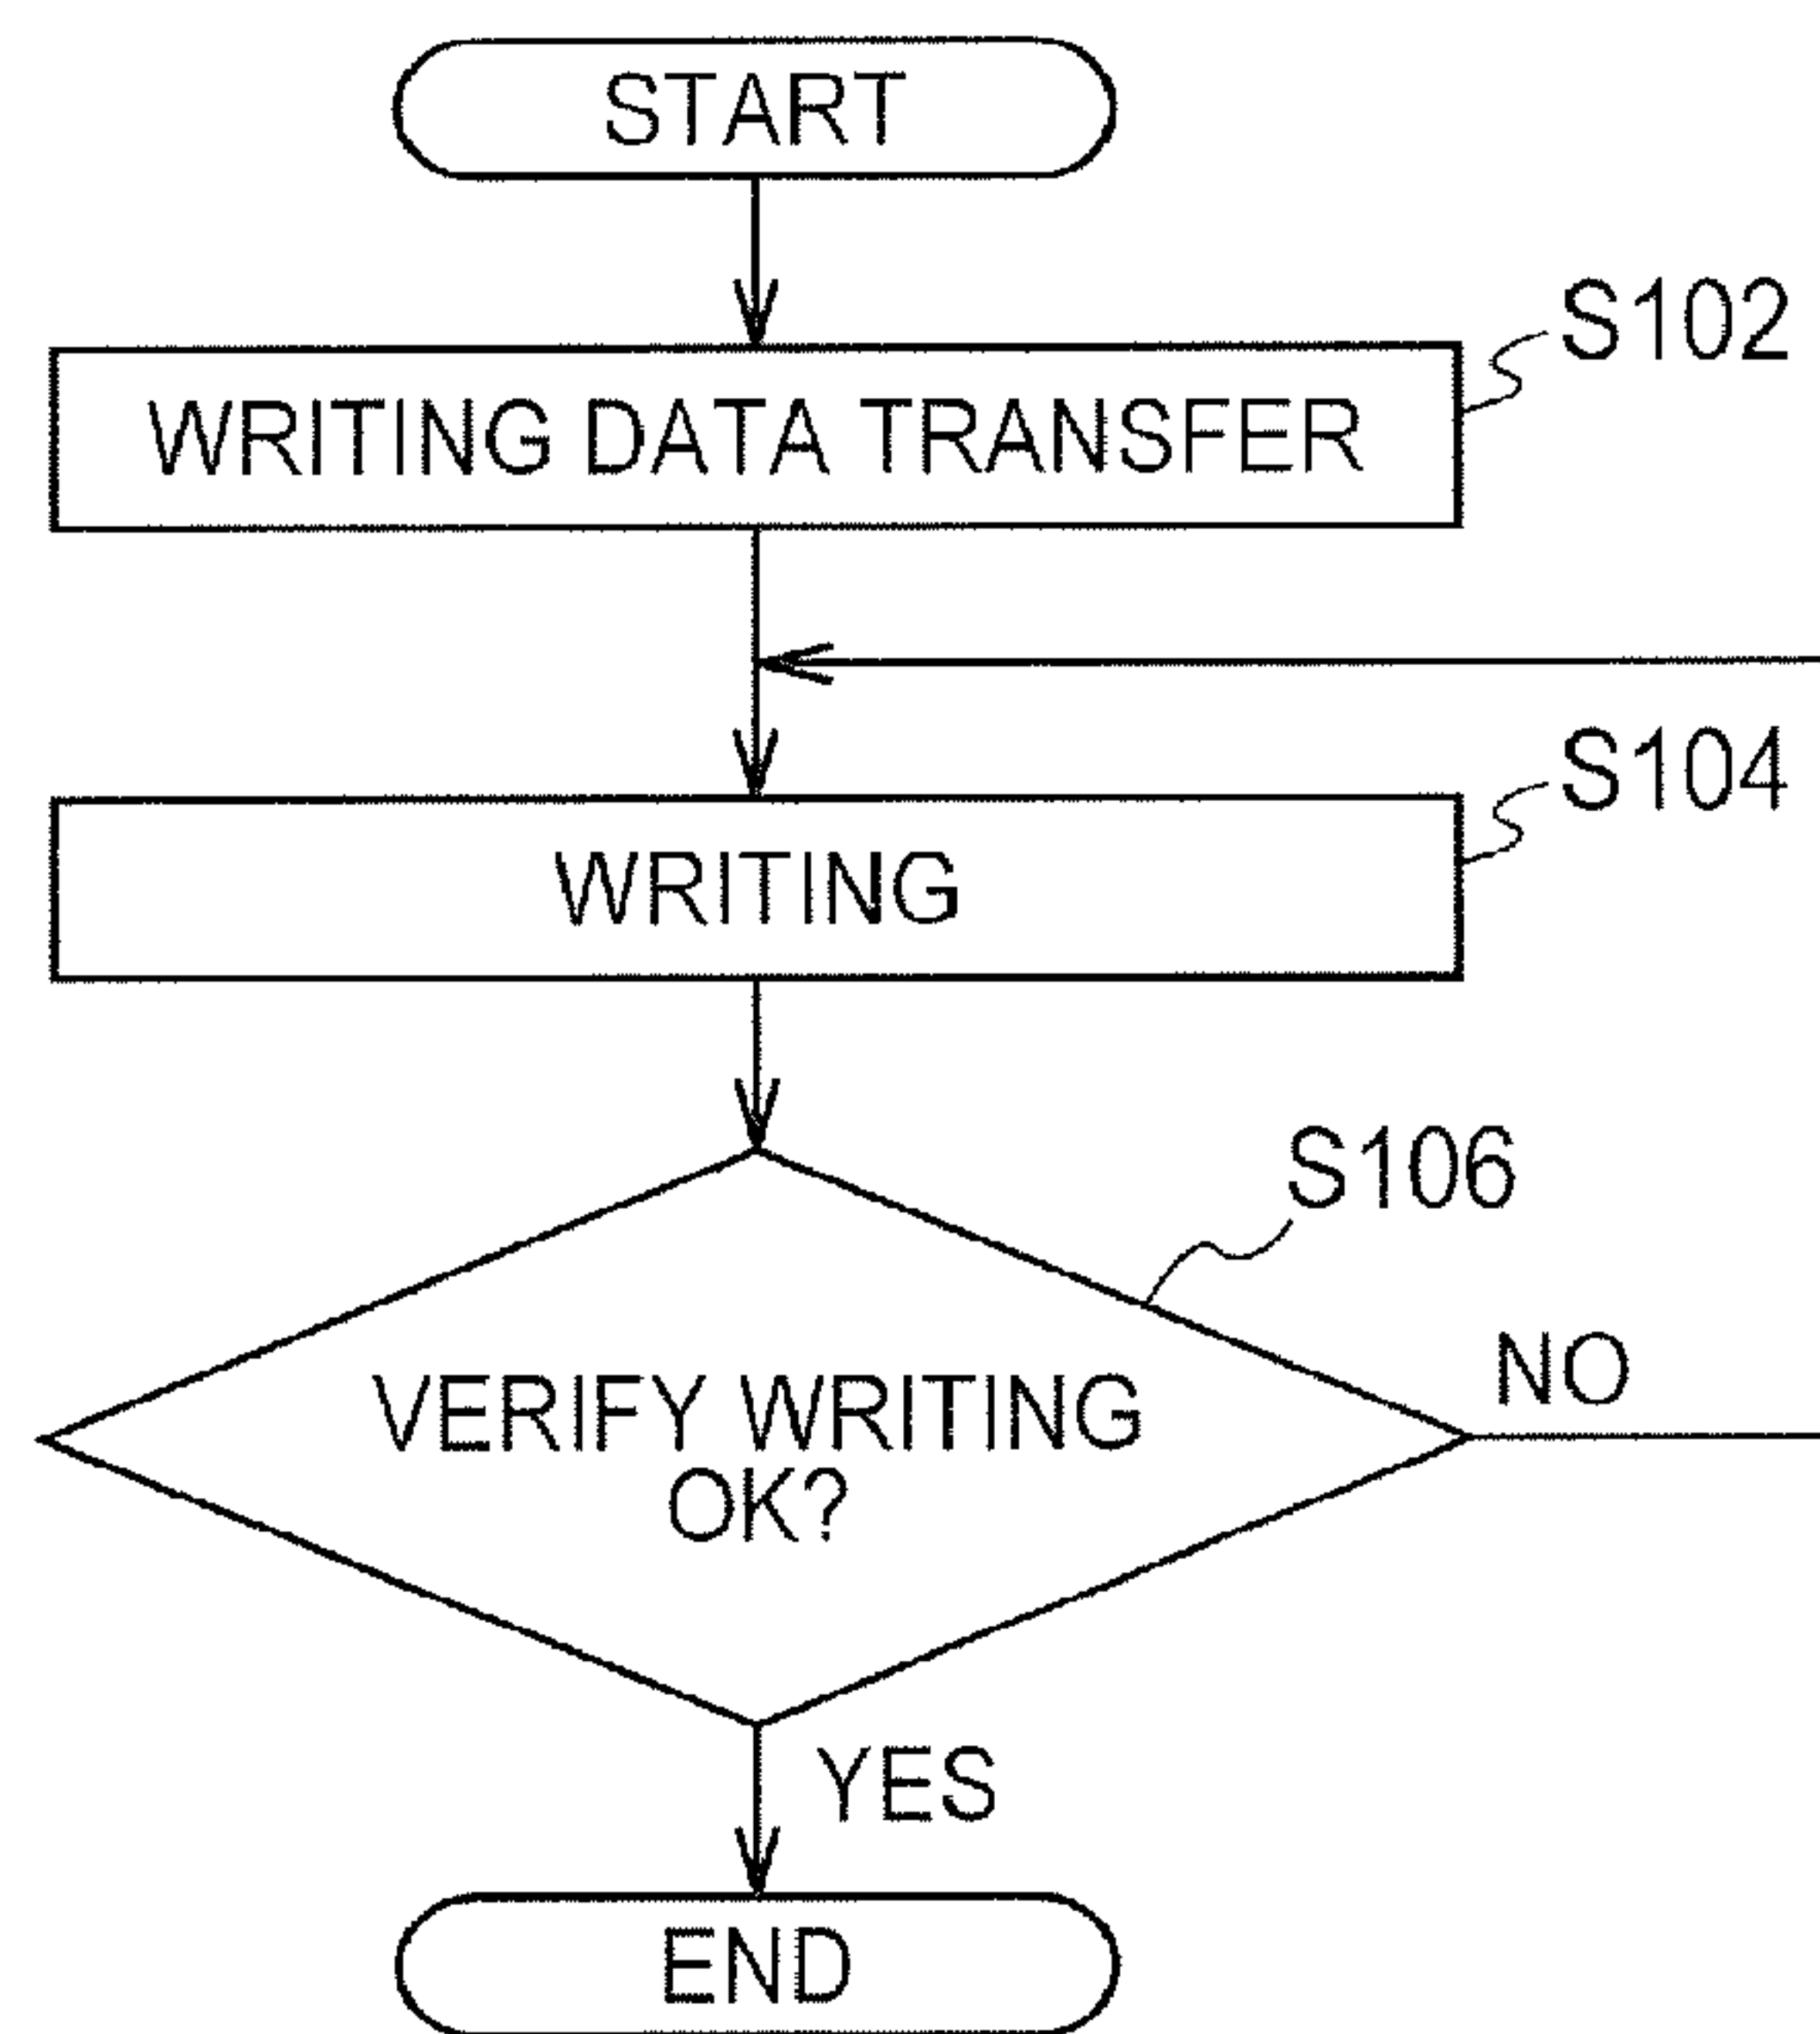 START
S102
WRITING DATA TRANSFER
S104
WRITING
S106
VERIFY WRITING
OK?
NO
YES
END